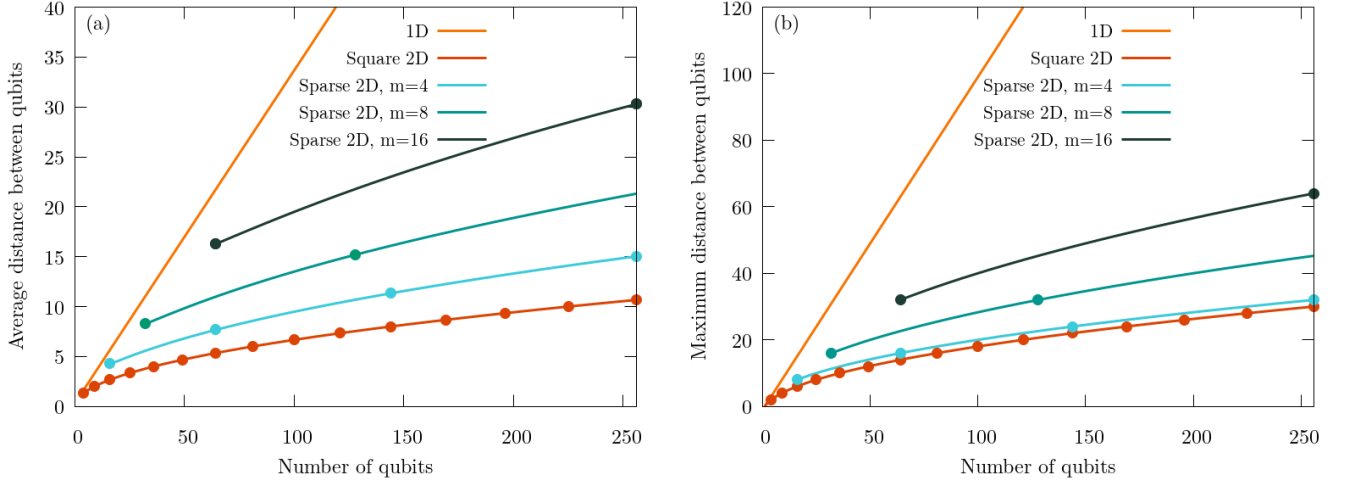 (a)
1D
Square 2D
Sparse 2D, m=4
Sparse 2D, m=8
Sparse 2D, m=16
Average distance between qubits
40
35
30
25
20
15
10
5
0
0 50 100 150 200 250
Number of qubits
(b)
1D
Square 2D
Sparse 2D, m=4
Sparse 2D, m=8
Sparse 2D, m=16
Maximum distance between qubits
120
100
80
60
40
20
0
0 50 100 150 200 250
Number of qubits